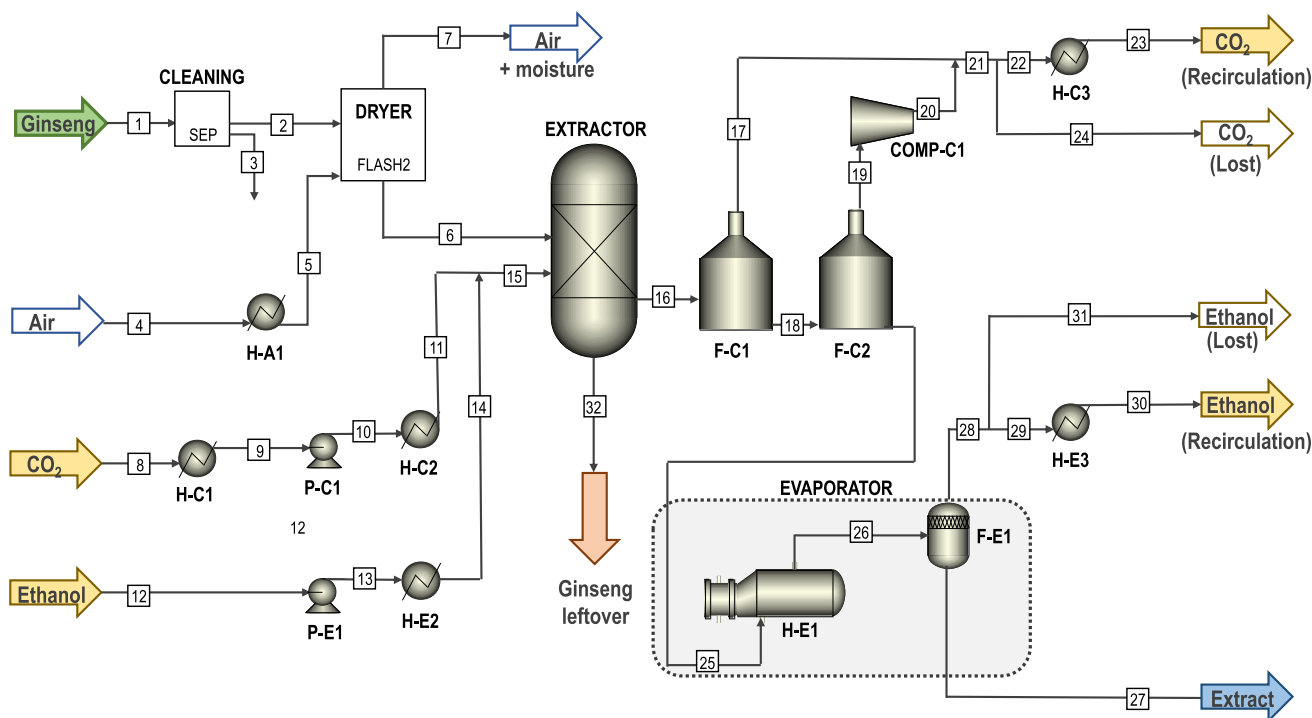 7
Air
+ moisture
CLEANING
Ginseng
1
SEP
2
3
DRYER
FLASH2
EXTRACTOR
6
5
Air
4
H-A1
15
11
14
CO2
8
H-C1
9
P-C1
10
H-C2
12
Ethanol
12
P-E1
13
H-E2
32
Ginseng
leftover
16
17
F-C1
18
F-C2
19
COMP-C1
20
21
22
H-C3
23
CO2
(Recirculation)
24
CO2
(Lost)
31
Ethanol
(Lost)
28
29
H-E3
30
Ethanol
(Recirculation)
EVAPORATOR
25
H-E1
26
F-E1
27
Extract